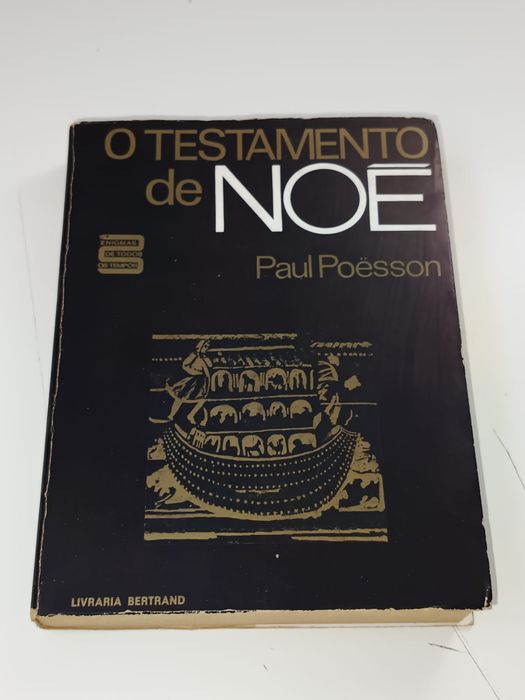 O TESTAMENTO
de NOÉ
ENIGMAS
DE TODOS
OS TEMPOS
Paul Poësson
LIVRARIA BERTRAND